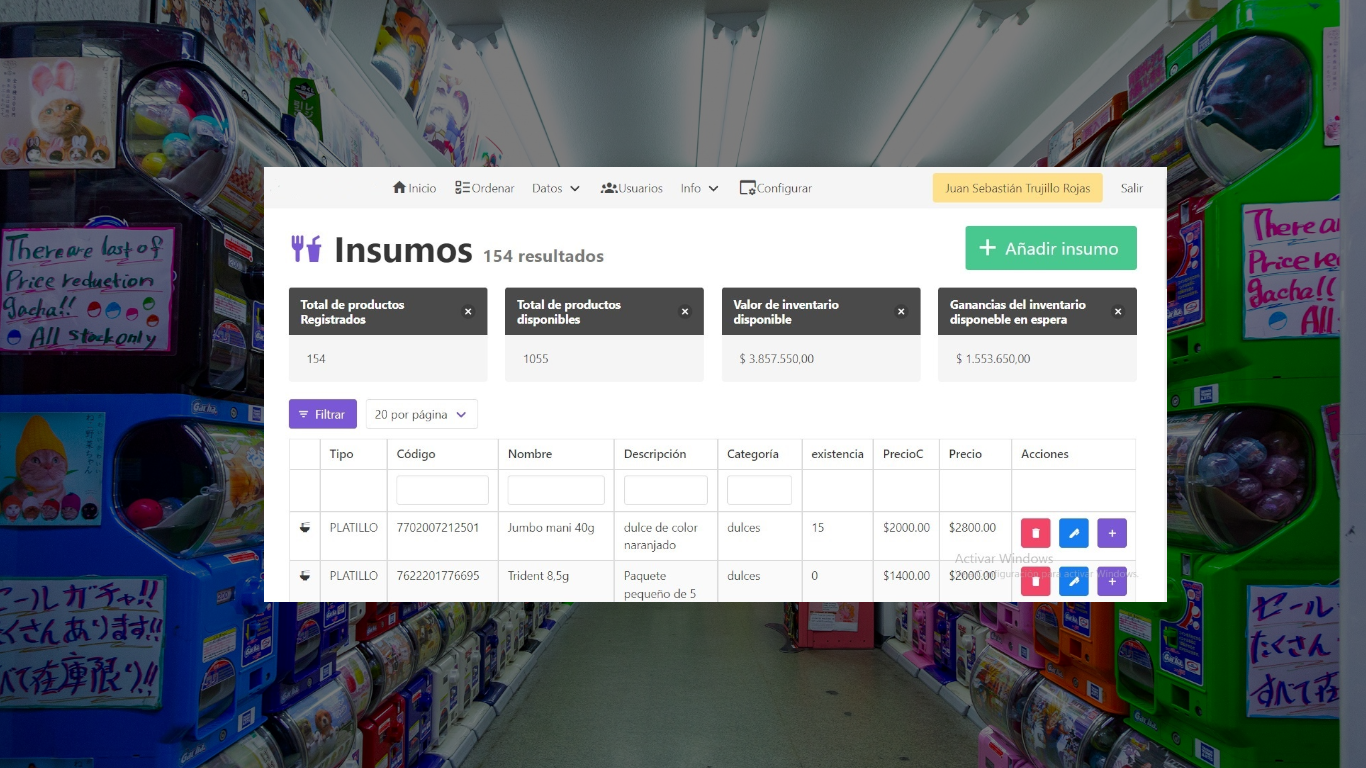 Inicio
Ordenar
Datos
Usuarios
Info
Configurar
Juan Sebastián Trujillo Rojas
Salir
Insumos 154 resultados
Añadir insumo
Total de productos
Registrados
154
Total de productos
disponibles
1055
Valor de inventario
disponible
$ 3.857.550,00
Ganancias del inventario
disponeble en espera
$ 1.553.650,00
Filtrar
20 por página
Tipo Código Nombre Descripción Categoría existencia PrecioC Precio Acciones
PLATILLO 7702007212501 Jumbo mani 40g dulce de color dulces 15 $2000.00 $2800.00
naranjado
Activar Windows
PLATILLO 7622201776695 Trident 8,5g Paquete dulces 0 $1400.00 $2000.00
configuración para activar Windows.
pequeño de 5
There are last of
Price reduction
gacha!!
All stock only
セールガチャ!!
くさんあります!!
べて在庫限り!!
There a
Price re
gacha!!
All
セール
たくさん
すべて在